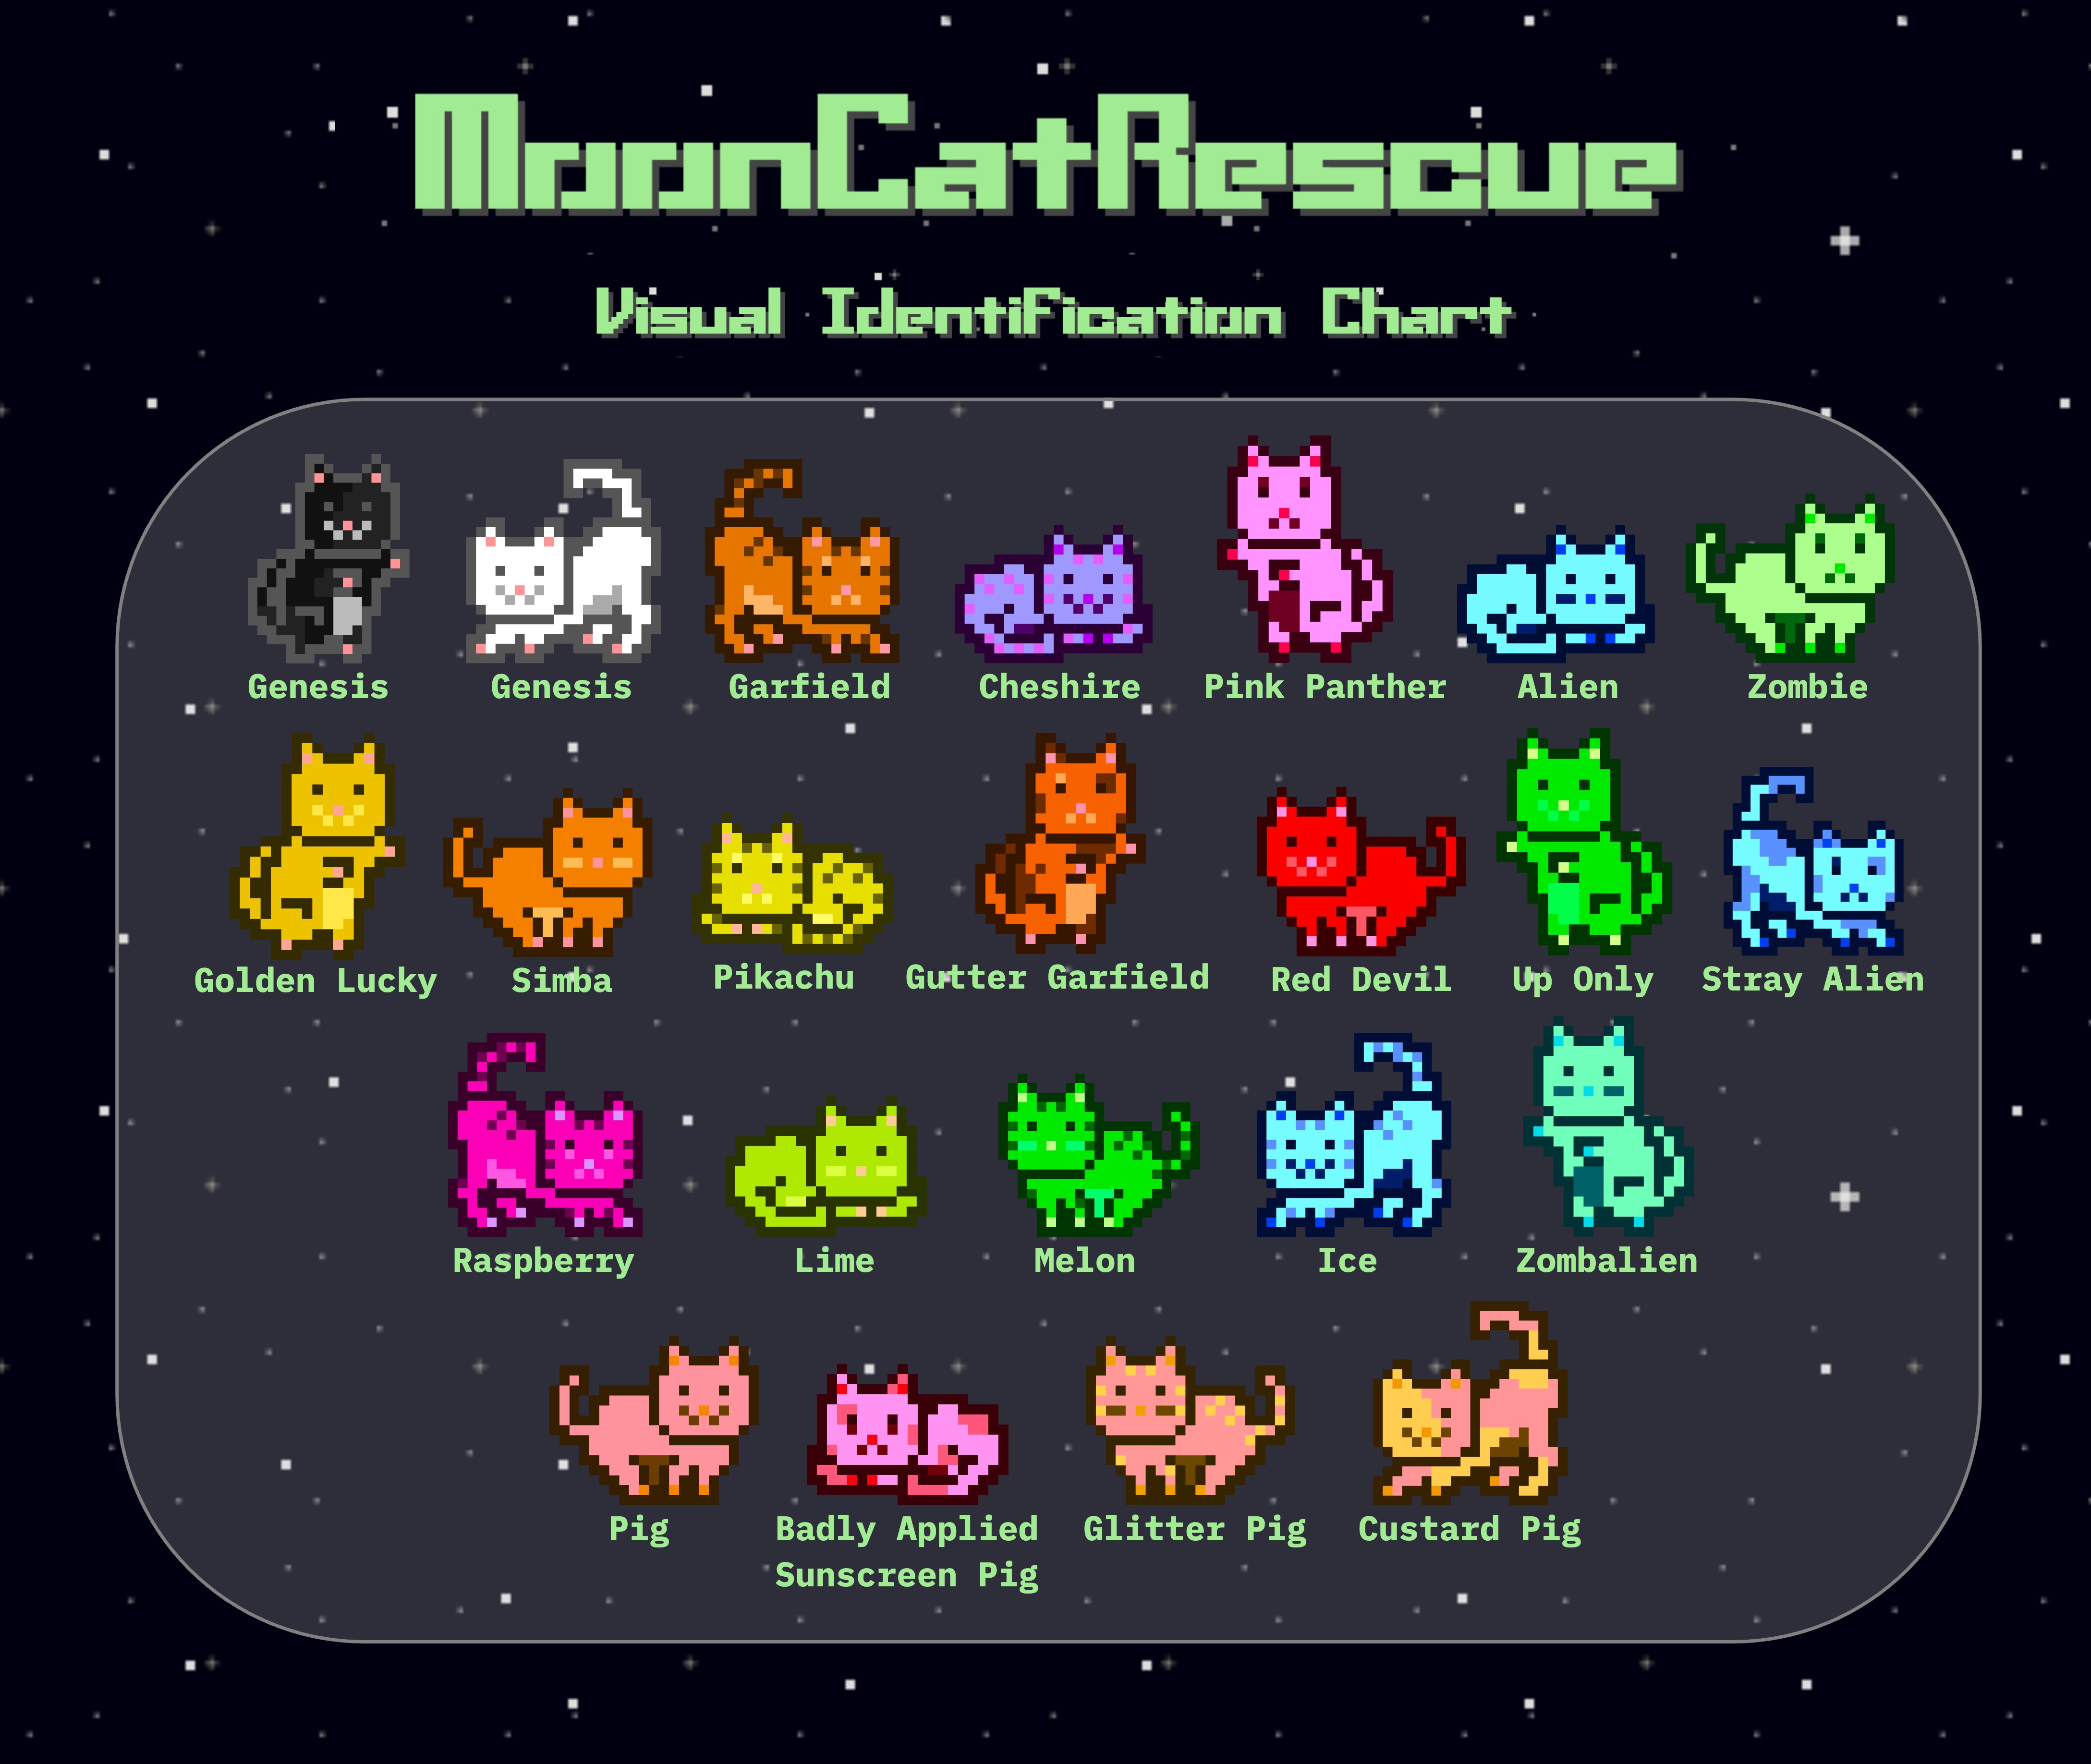 MoonCatRescue
Visual Identification Chart
Genesis Genesis Garfield Cheshire Pink Panther Alien Zombie
Golden Lucky Simba Pikachu Gutter Garfield Red Devil Up Only Stray Alien
Raspberry Lime Melon Ice Zombalien
Pig Badly Applied Glitter Pig Custard Pig
Sunscreen Pig